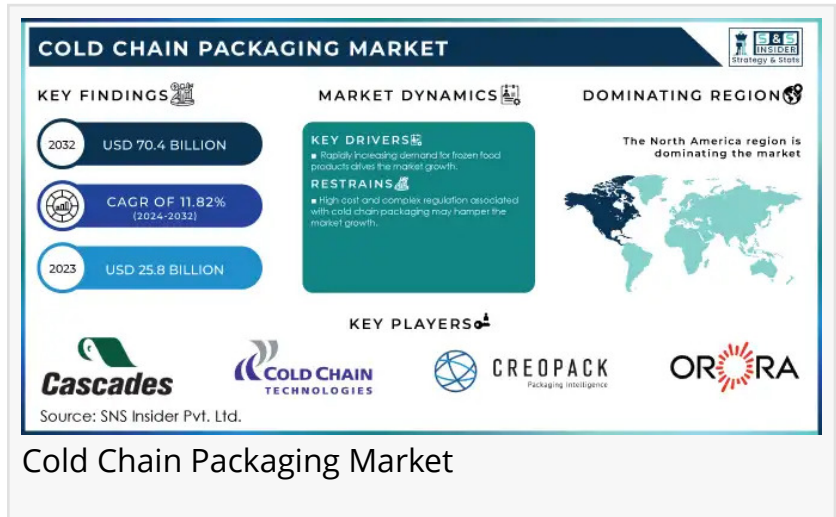 COLD CHAIN PACKAGING MARKET
S&S
INSIDER
Strategy & Stats
KEY FINDINGS
2032
USD 70.4 BILLION
CAGR OF 11.82%
(2024-2032)
2023
USD 25.8 BILLION
MARKET DYNAMICS
KEY DRIVERS
■ Rapidly increasing demand for frozen food
products drives the market growth.
RESTRAINS
■ High cost and complex regulation associated
with cold chain packaging may hamper the
market growth.
DOMINATING REGION
The North America region is
dominating the market
KEY PLAYERS
Cascades
COLD CHAIN
TECHNOLOGIES
CREOPACK
Packaging Intelligence
ORORA
Source: SNS Insider Pvt. Ltd.
Cold Chain Packaging Market